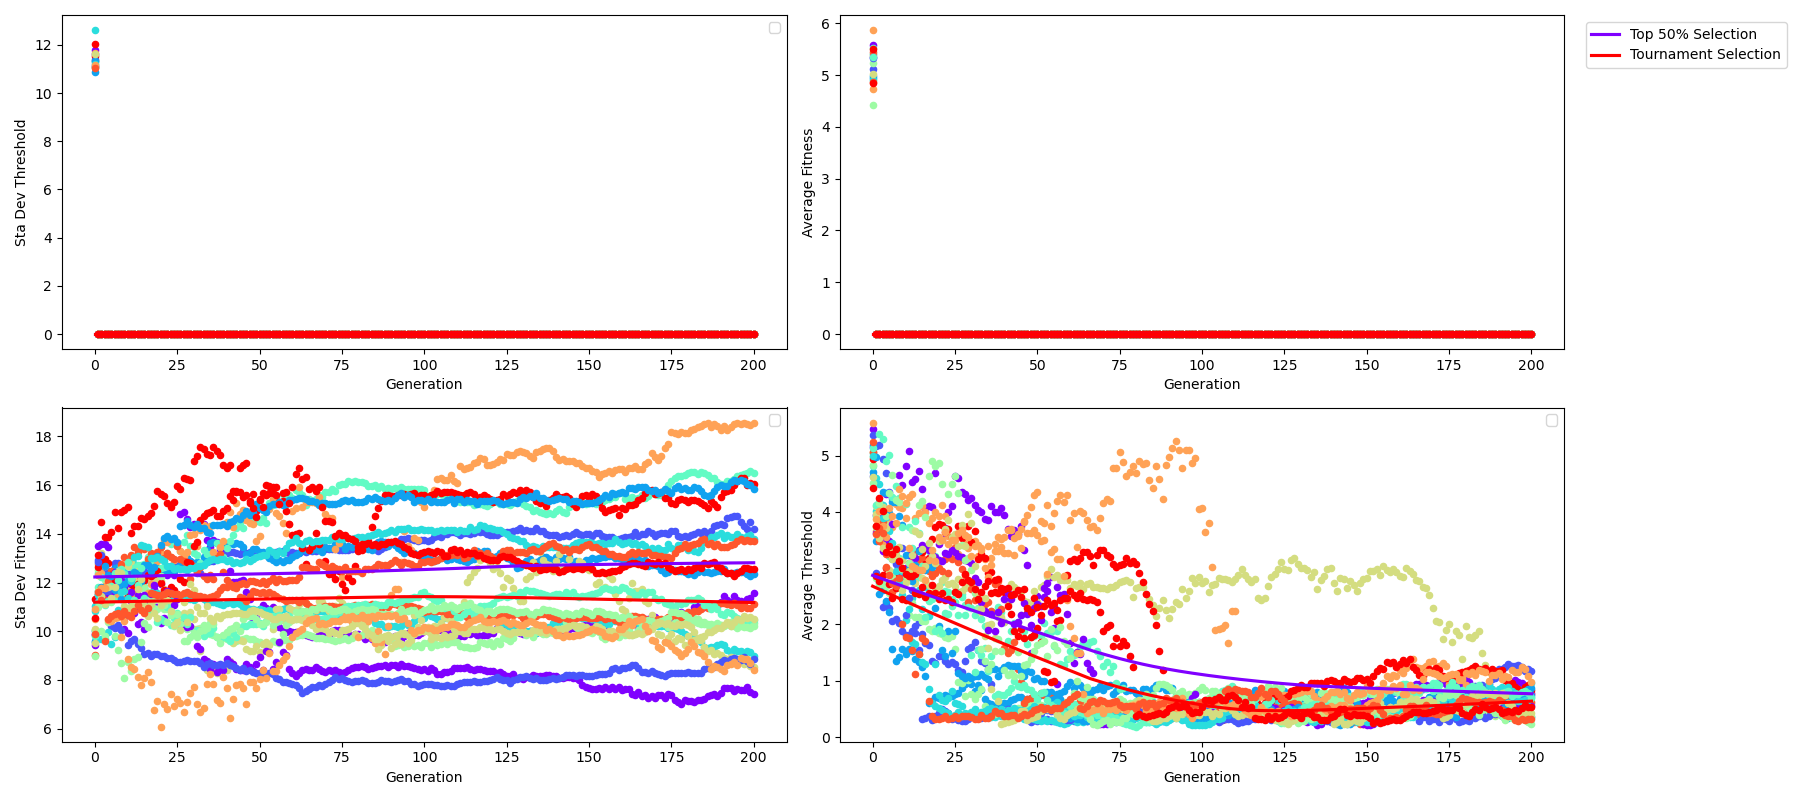 Sta Dev Threshold
12
10
8
6
4
2
0
0 25 50 75 100 125 150 175 200
Generation
Average Fitness
6
5
4
3
2
1
0
0 25 50 75 100 125 150 175 200
Generation
Top 50% Selection
Tournament Selection
Sta Dev Fitness
18
16
14
12
10
8
6
0 25 50 75 100 125 150 175 200
Generation
Average Threshold
5
4
3
2
1
0
0 25 50 75 100 125 150 175 200
Generation